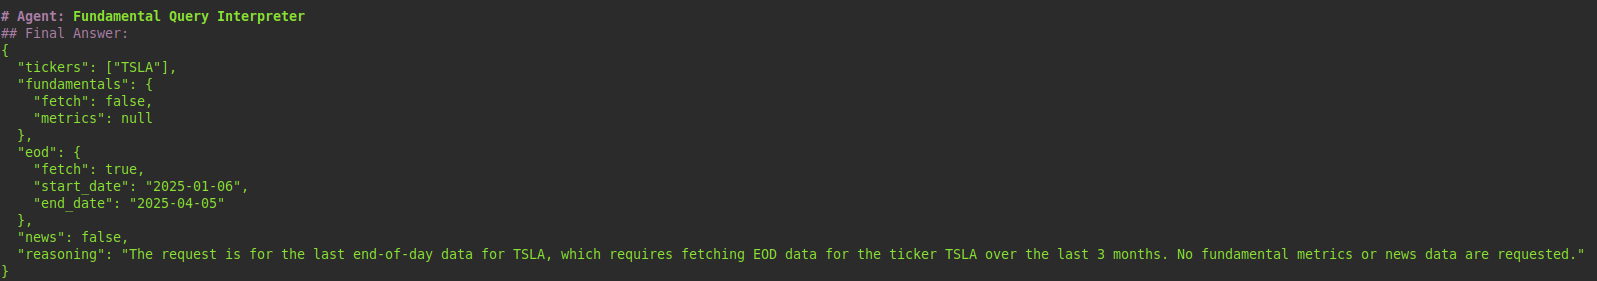 # Agent: Fundamental Query Interpreter
## Final Answer:
{
  "tickers": ["TSLA"],
  "fundamentals": {
    "fetch": false,
    "metrics": null
  },
  "eod": {
    "fetch": true,
    "start_date": "2025-01-06",
    "end_date": "2025-04-05"
  },
  "news": false,
  "reasoning": "The request is for the last end-of-day data for TSLA, which requires fetching EOD data for the ticker TSLA over the last 3 months. No fundamental metrics or news data are requested."
}